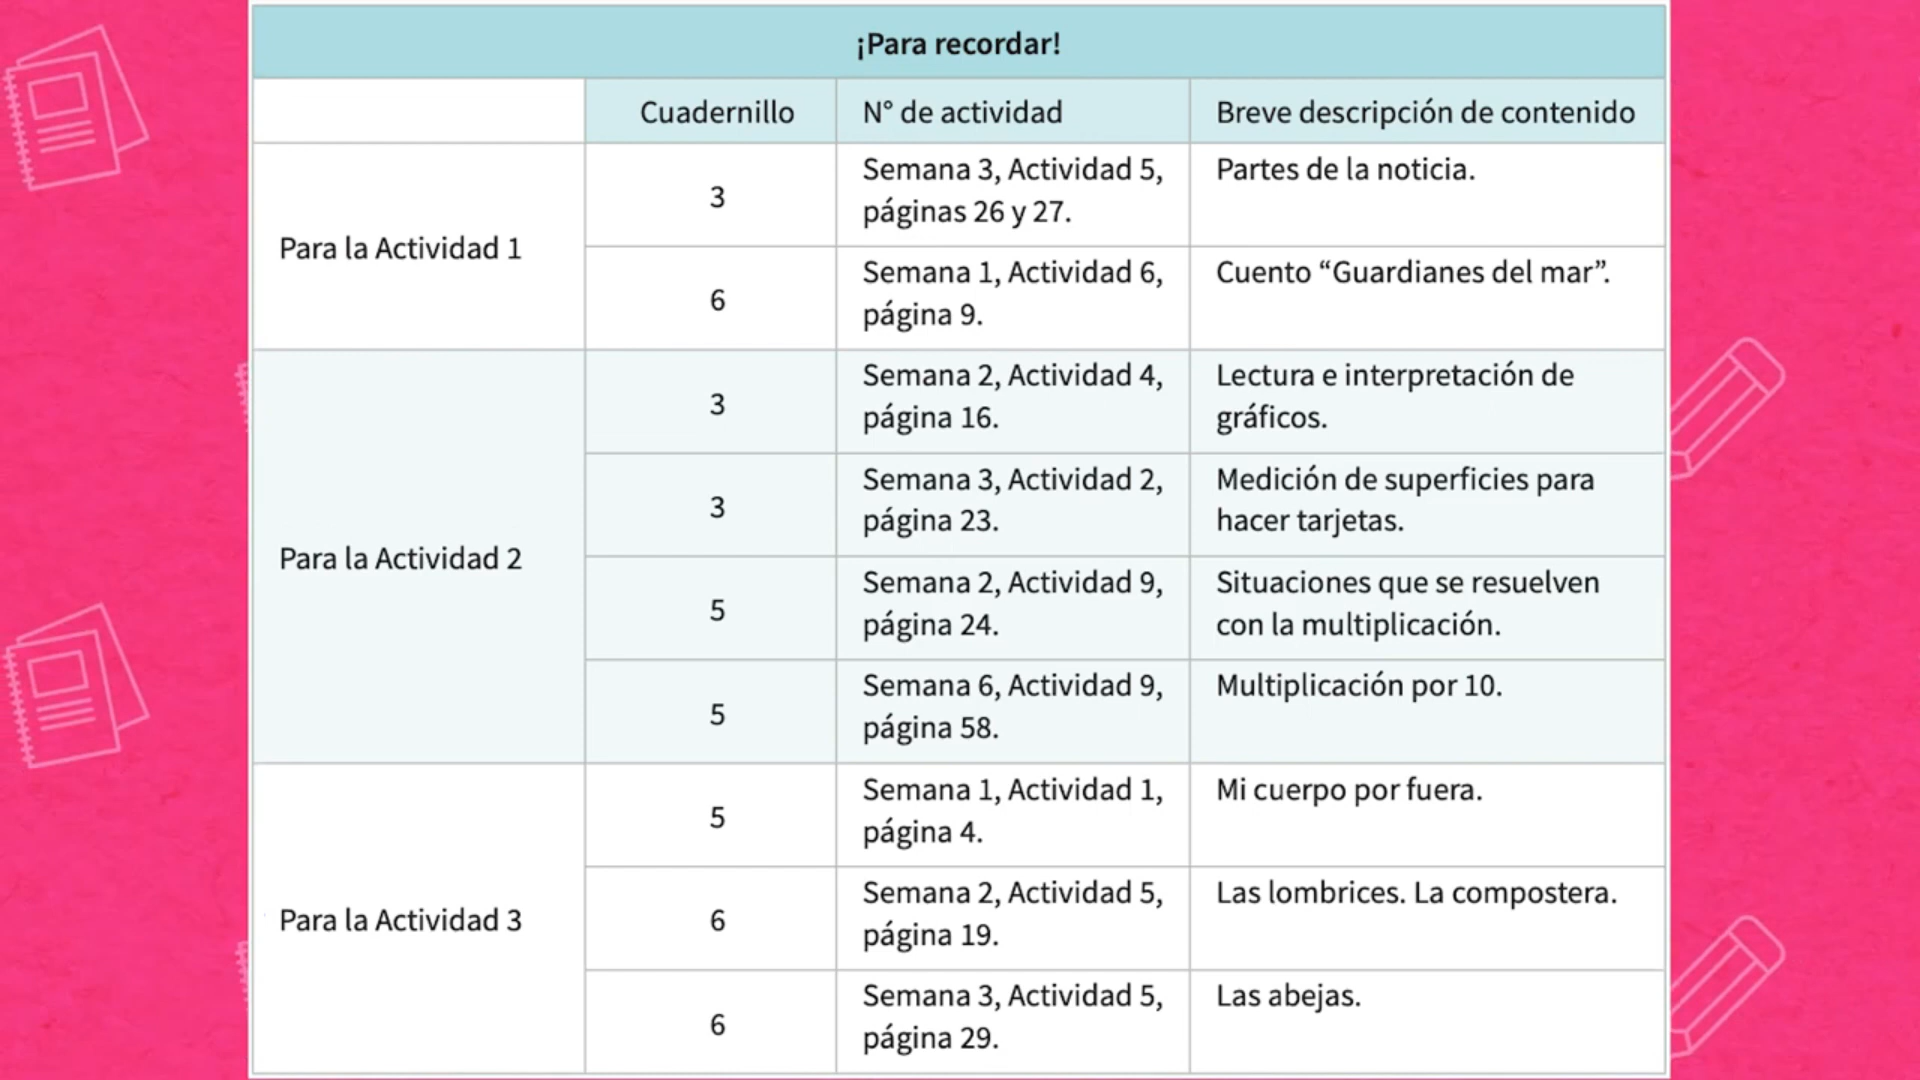 ¡Para recordar!
Cuadernillo
N° de actividad
Breve descripción de contenido
Para la Actividad 1
3
Semana 3, Actividad 5,
páginas 26 y 27.
Partes de la noticia.
6
Semana 1, Actividad 6,
página 9.
Cuento “Guardianes del mar”.
Para la Actividad 2
3
Semana 2, Actividad 4,
página 16.
Lectura e interpretación de
gráficos.
3
Semana 3, Actividad 2,
página 23.
Medición de superficies para
hacer tarjetas.
5
Semana 2, Actividad 9,
página 24.
Situaciones que se resuelven
con la multiplicación.
5
Semana 6, Actividad 9,
página 58.
Multiplicación por 10.
Para la Actividad 3
5
Semana 1, Actividad 1,
página 4.
Mi cuerpo por fuera.
6
Semana 2, Actividad 5,
página 19.
Las lombrices. La compostera.
6
Semana 3, Actividad 5,
página 29.
Las abejas.